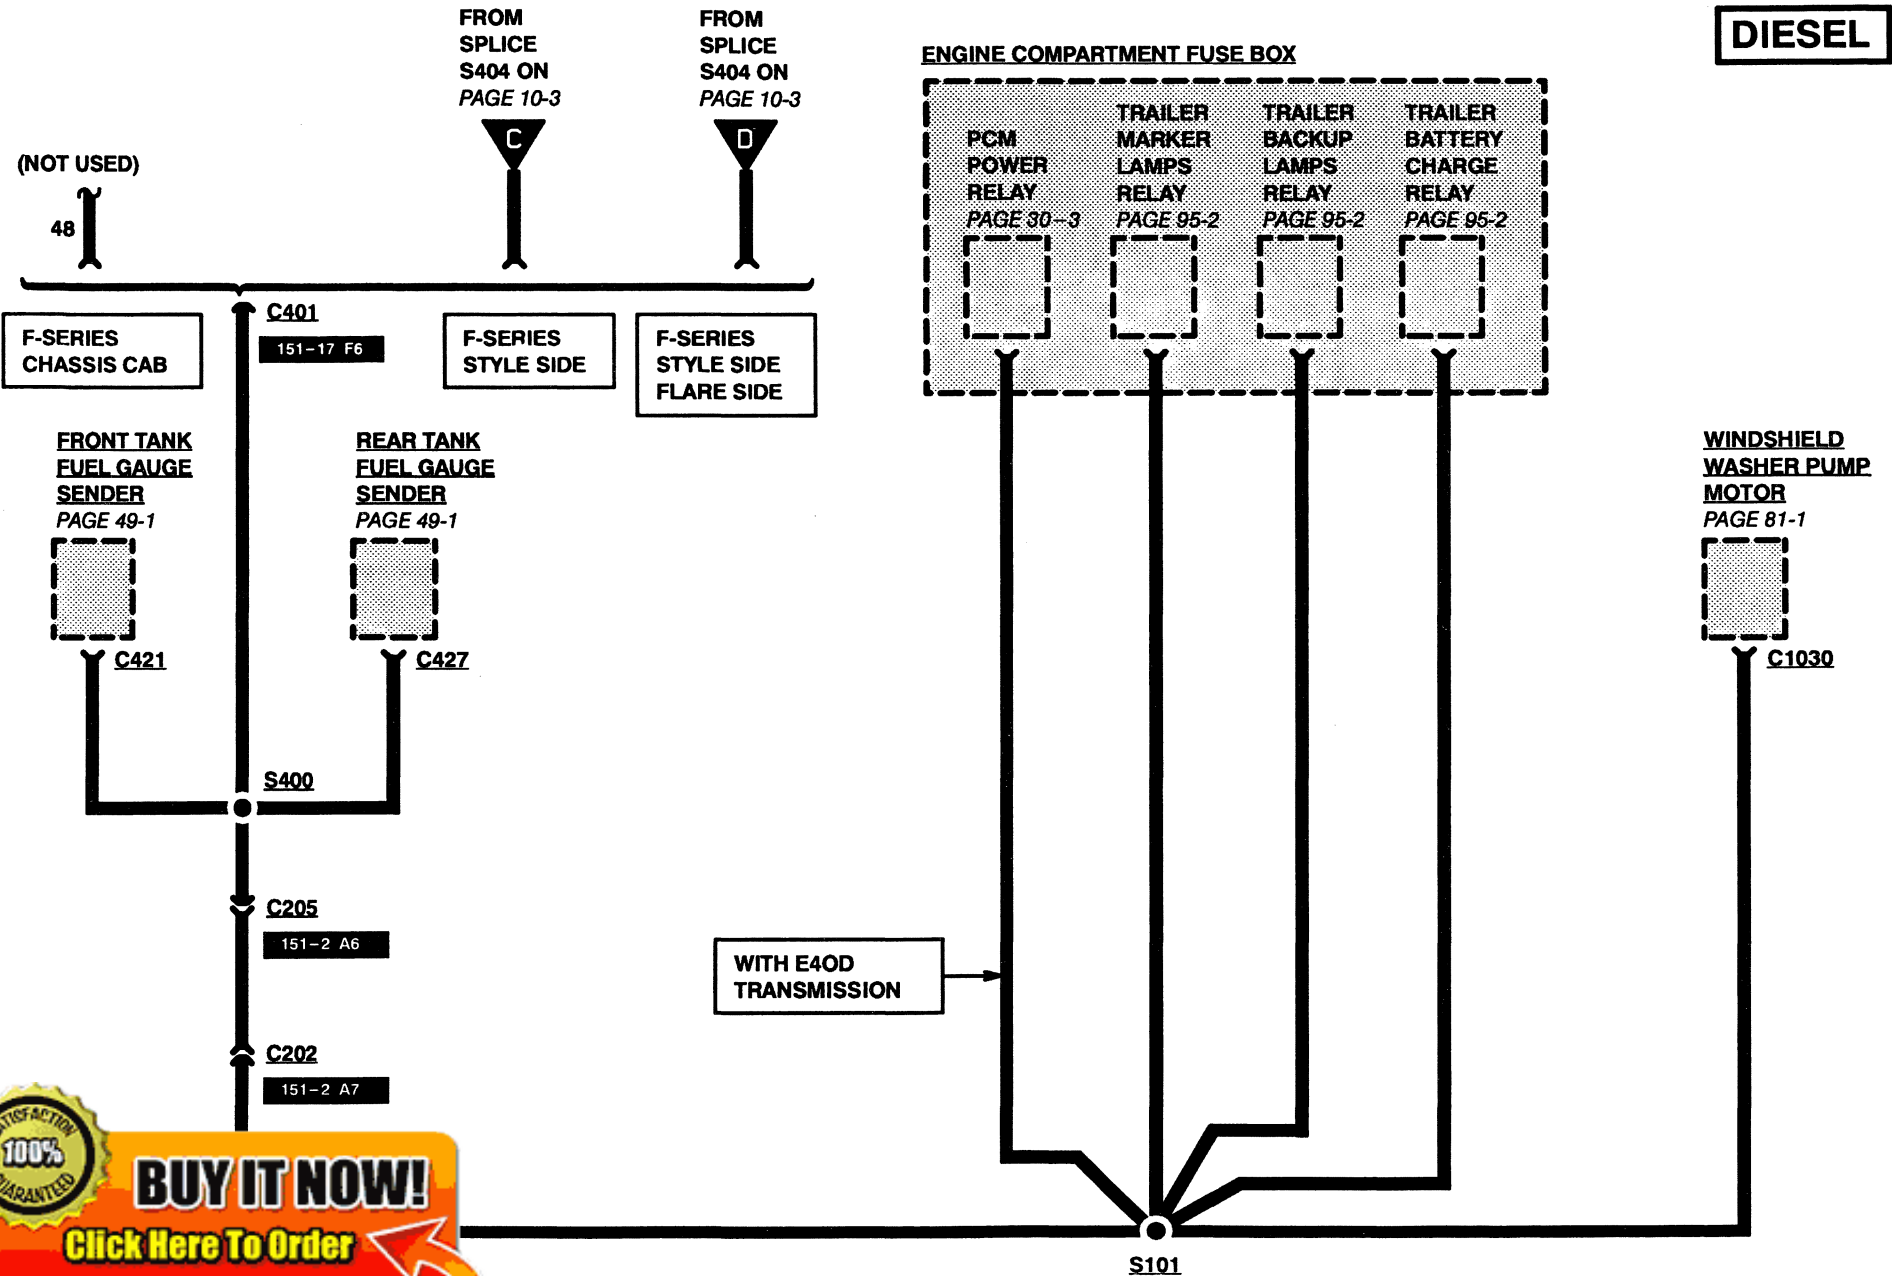 DIESEL
FROM
SPLICE
S404 ON
PAGE 10-3
C
FROM
SPLICE
S404 ON
PAGE 10-3
D
(NOT USED)
48
C401
151-17 F6
F-SERIES
CHASSIS CAB
F-SERIES
STYLE SIDE
F-SERIES
STYLE SIDE
FLARE SIDE
ENGINE COMPARTMENT FUSE BOX
PCM
POWER
RELAY
PAGE 30-3
TRAILER
MARKER
LAMPS
RELAY
PAGE 95-2
TRAILER
BACKUP
LAMPS
RELAY
PAGE 95-2
TRAILER
BATTERY
CHARGE
RELAY
PAGE 95-2
FRONT TANK
FUEL GAUGE
SENDER
PAGE 49-1
C421
REAR TANK
FUEL GAUGE
SENDER
PAGE 49-1
C427
WINDSHIELD
WASHER PUMP
MOTOR
PAGE 81-1
C1030
S400
C205
151-2 A6
C202
151-2 A7
WITH E4OD
TRANSMISSION
S101
ATISFACTION
100%
UARANTEED
BUY IT NOW!
Click Here To Order